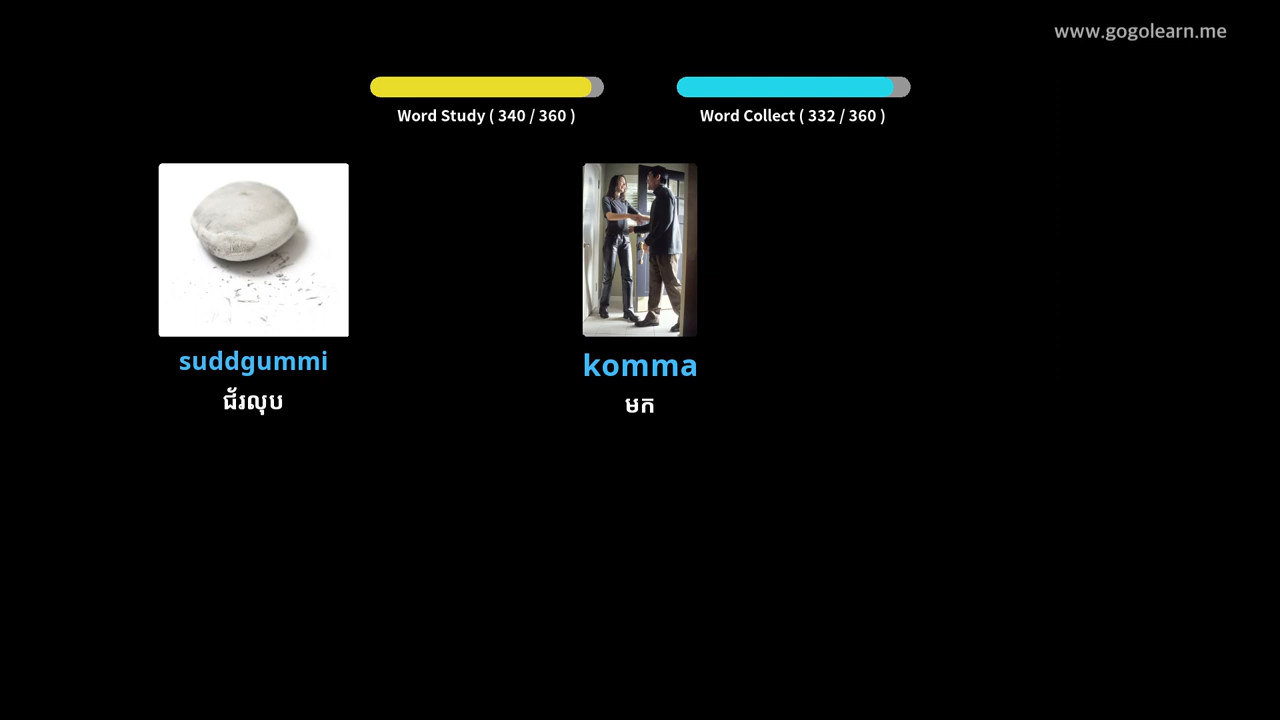 www.gogolearn.me
Word Study ( 340 / 360 )
Word Collect ( 332 / 360 )
suddgummi
ជ័រលុប
komma
មក